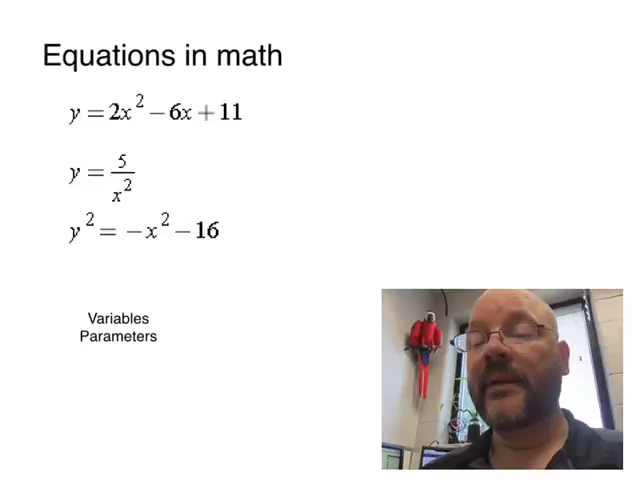 Equations in math
y = 2x² − 6x + 11
y = 5/x²
y² = −x² − 16
Variables
Parameters